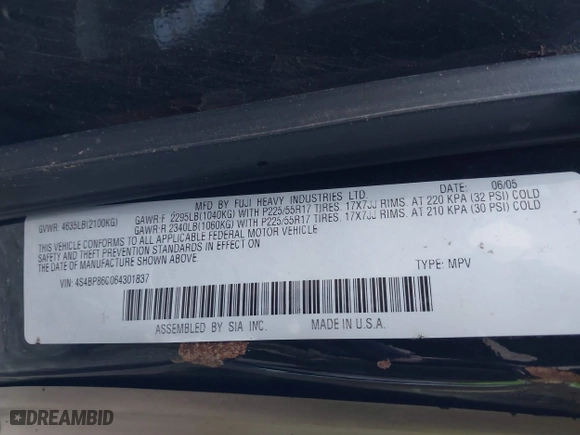 MFD BY FUJI HEAVY INDUSTRIES LTD. DATE: 06/05
GVWR: 4635LB(2100KG) GAWR:F 2295LB(1040KG) WITH P225/55R17 TIRES. 17X7JJ RIMS. AT 220 KPA (32 PSI) COLD
GAWR:R 2340LB(1060KG) WITH P225/55R17 TIRES. 17X7JJ RIMS. AT 210 KPA (30 PSI) COLD
THIS VEHICLE CONFORMS TO ALL APPLICABLE FEDERAL MOTOR VEHICLE
SAFETY AND THEFT PREVENTION STANDARDS IN EFFECT ON
THE DATE OF MANUFACTURE SHOWN ABOVE
VIN: 4S4BP86C064301837 TYPE: MPV
ASSEMBLED BY SIA INC. MADE IN U.S.A.
DREAMBID